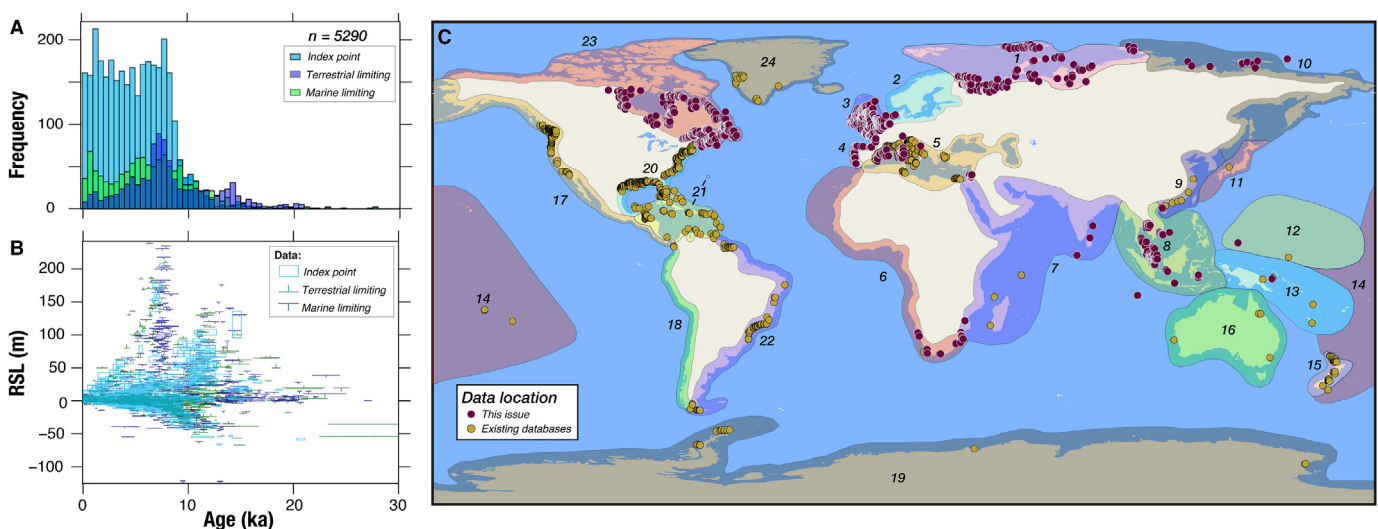 A
n = 5290
Index point
Terrestrial limiting
Marine limiting
Frequency
200
100
0
B
Data:
Index point
Terrestrial limiting
Marine limiting
RSL (m)
200
150
100
50
0
−50
−100
0
10
20
30
Age (ka)
C
23
24
1
10
2
3
4
5
20
21
17
9
11
8
12
6
7
14
13
14
18
16
22
15
19
Data location
This issue
Existing databases